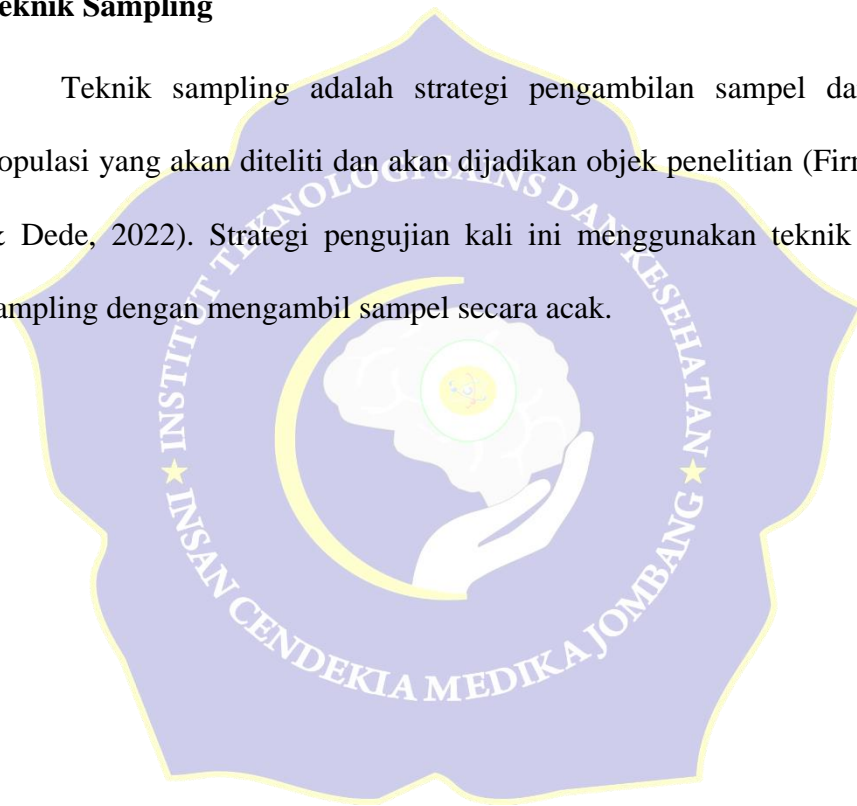 eknik Sampling
Teknik sampling adalah strategi pengambilan sampel da
opulasi yang akan diteliti dan akan dijadikan objek penelitian (Firm
& Dede, 2022). Strategi pengujian kali ini menggunakan teknik
ampling dengan mengambil sampel secara acak.
INSTITUT TEKNOLOGI SAINS DAN KESEHATAN
INSAN CENDEKIA MEDIKA JOMBANG